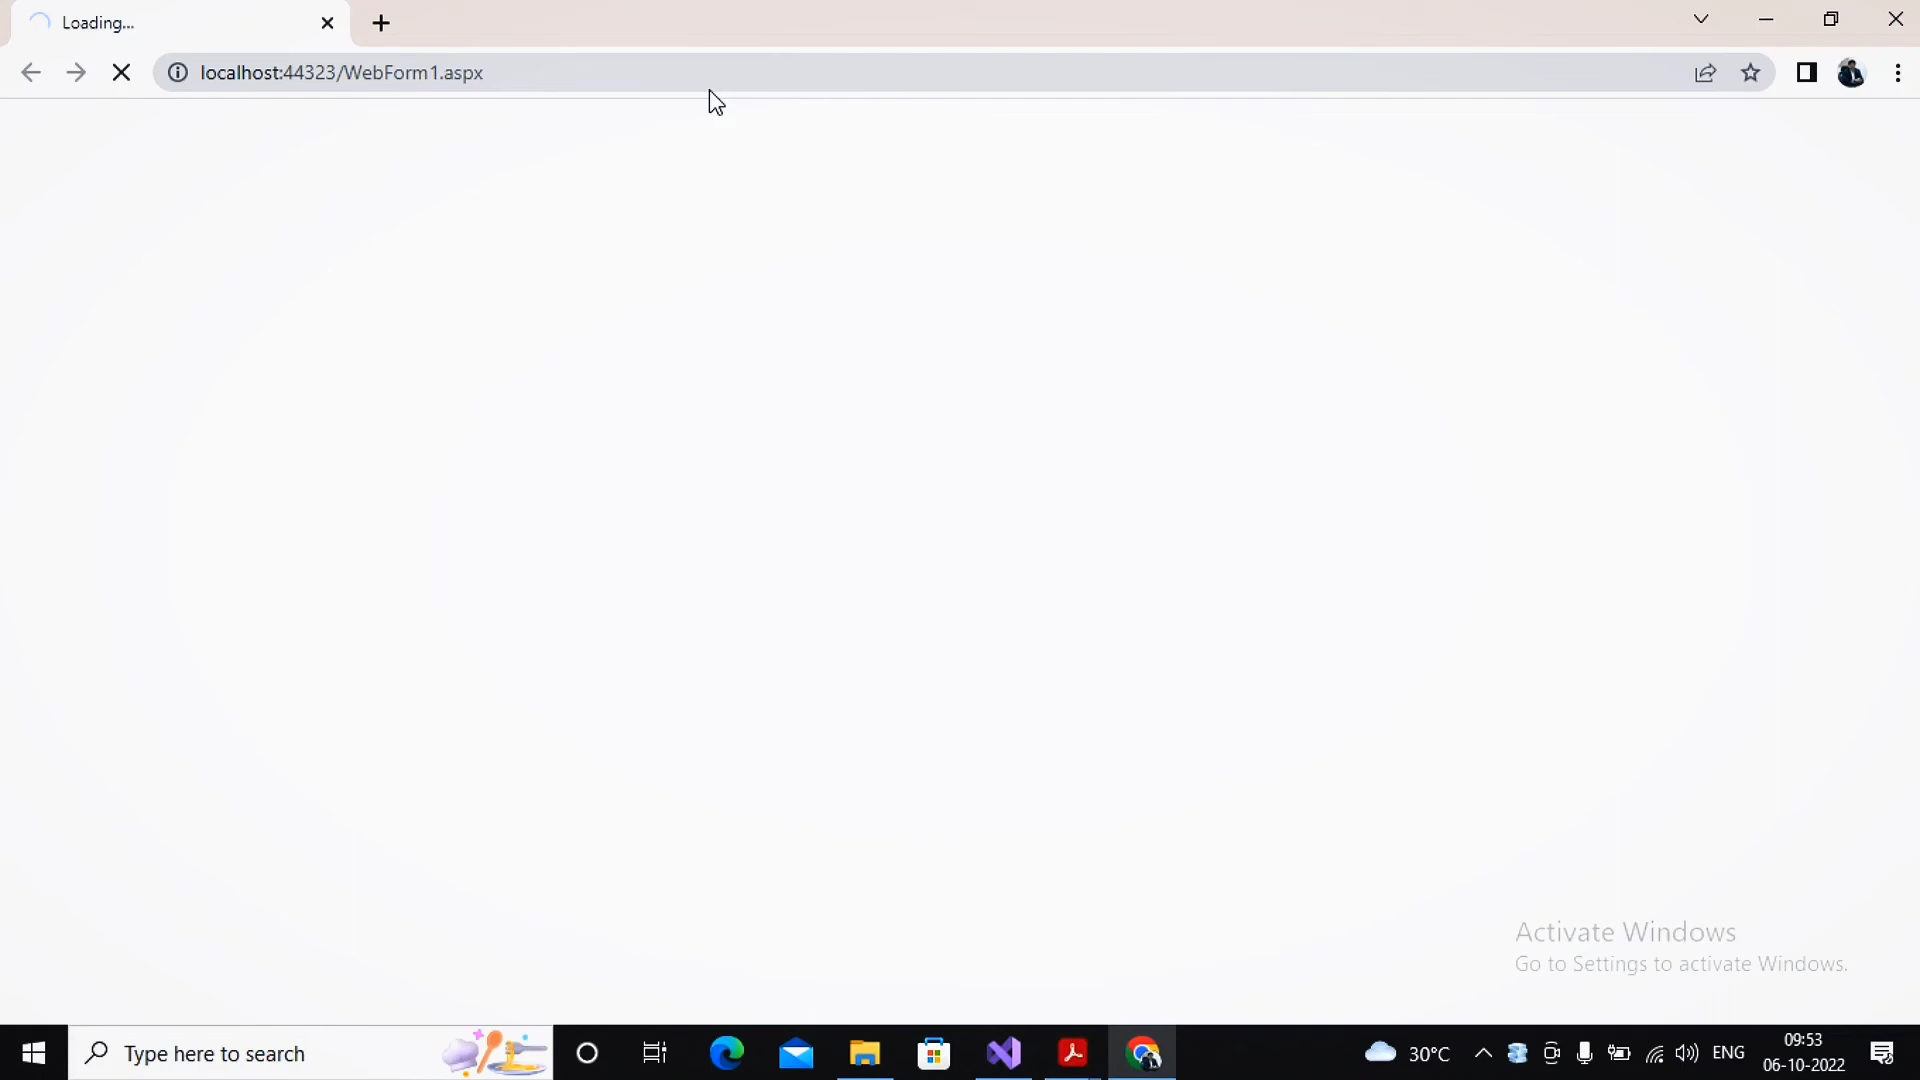 Loading...
localhost:44323/WebForm1.aspx
Activate Windows
Go to Settings to activate Windows.
Type here to search
30°C
ENG
09:53
06-10-2022